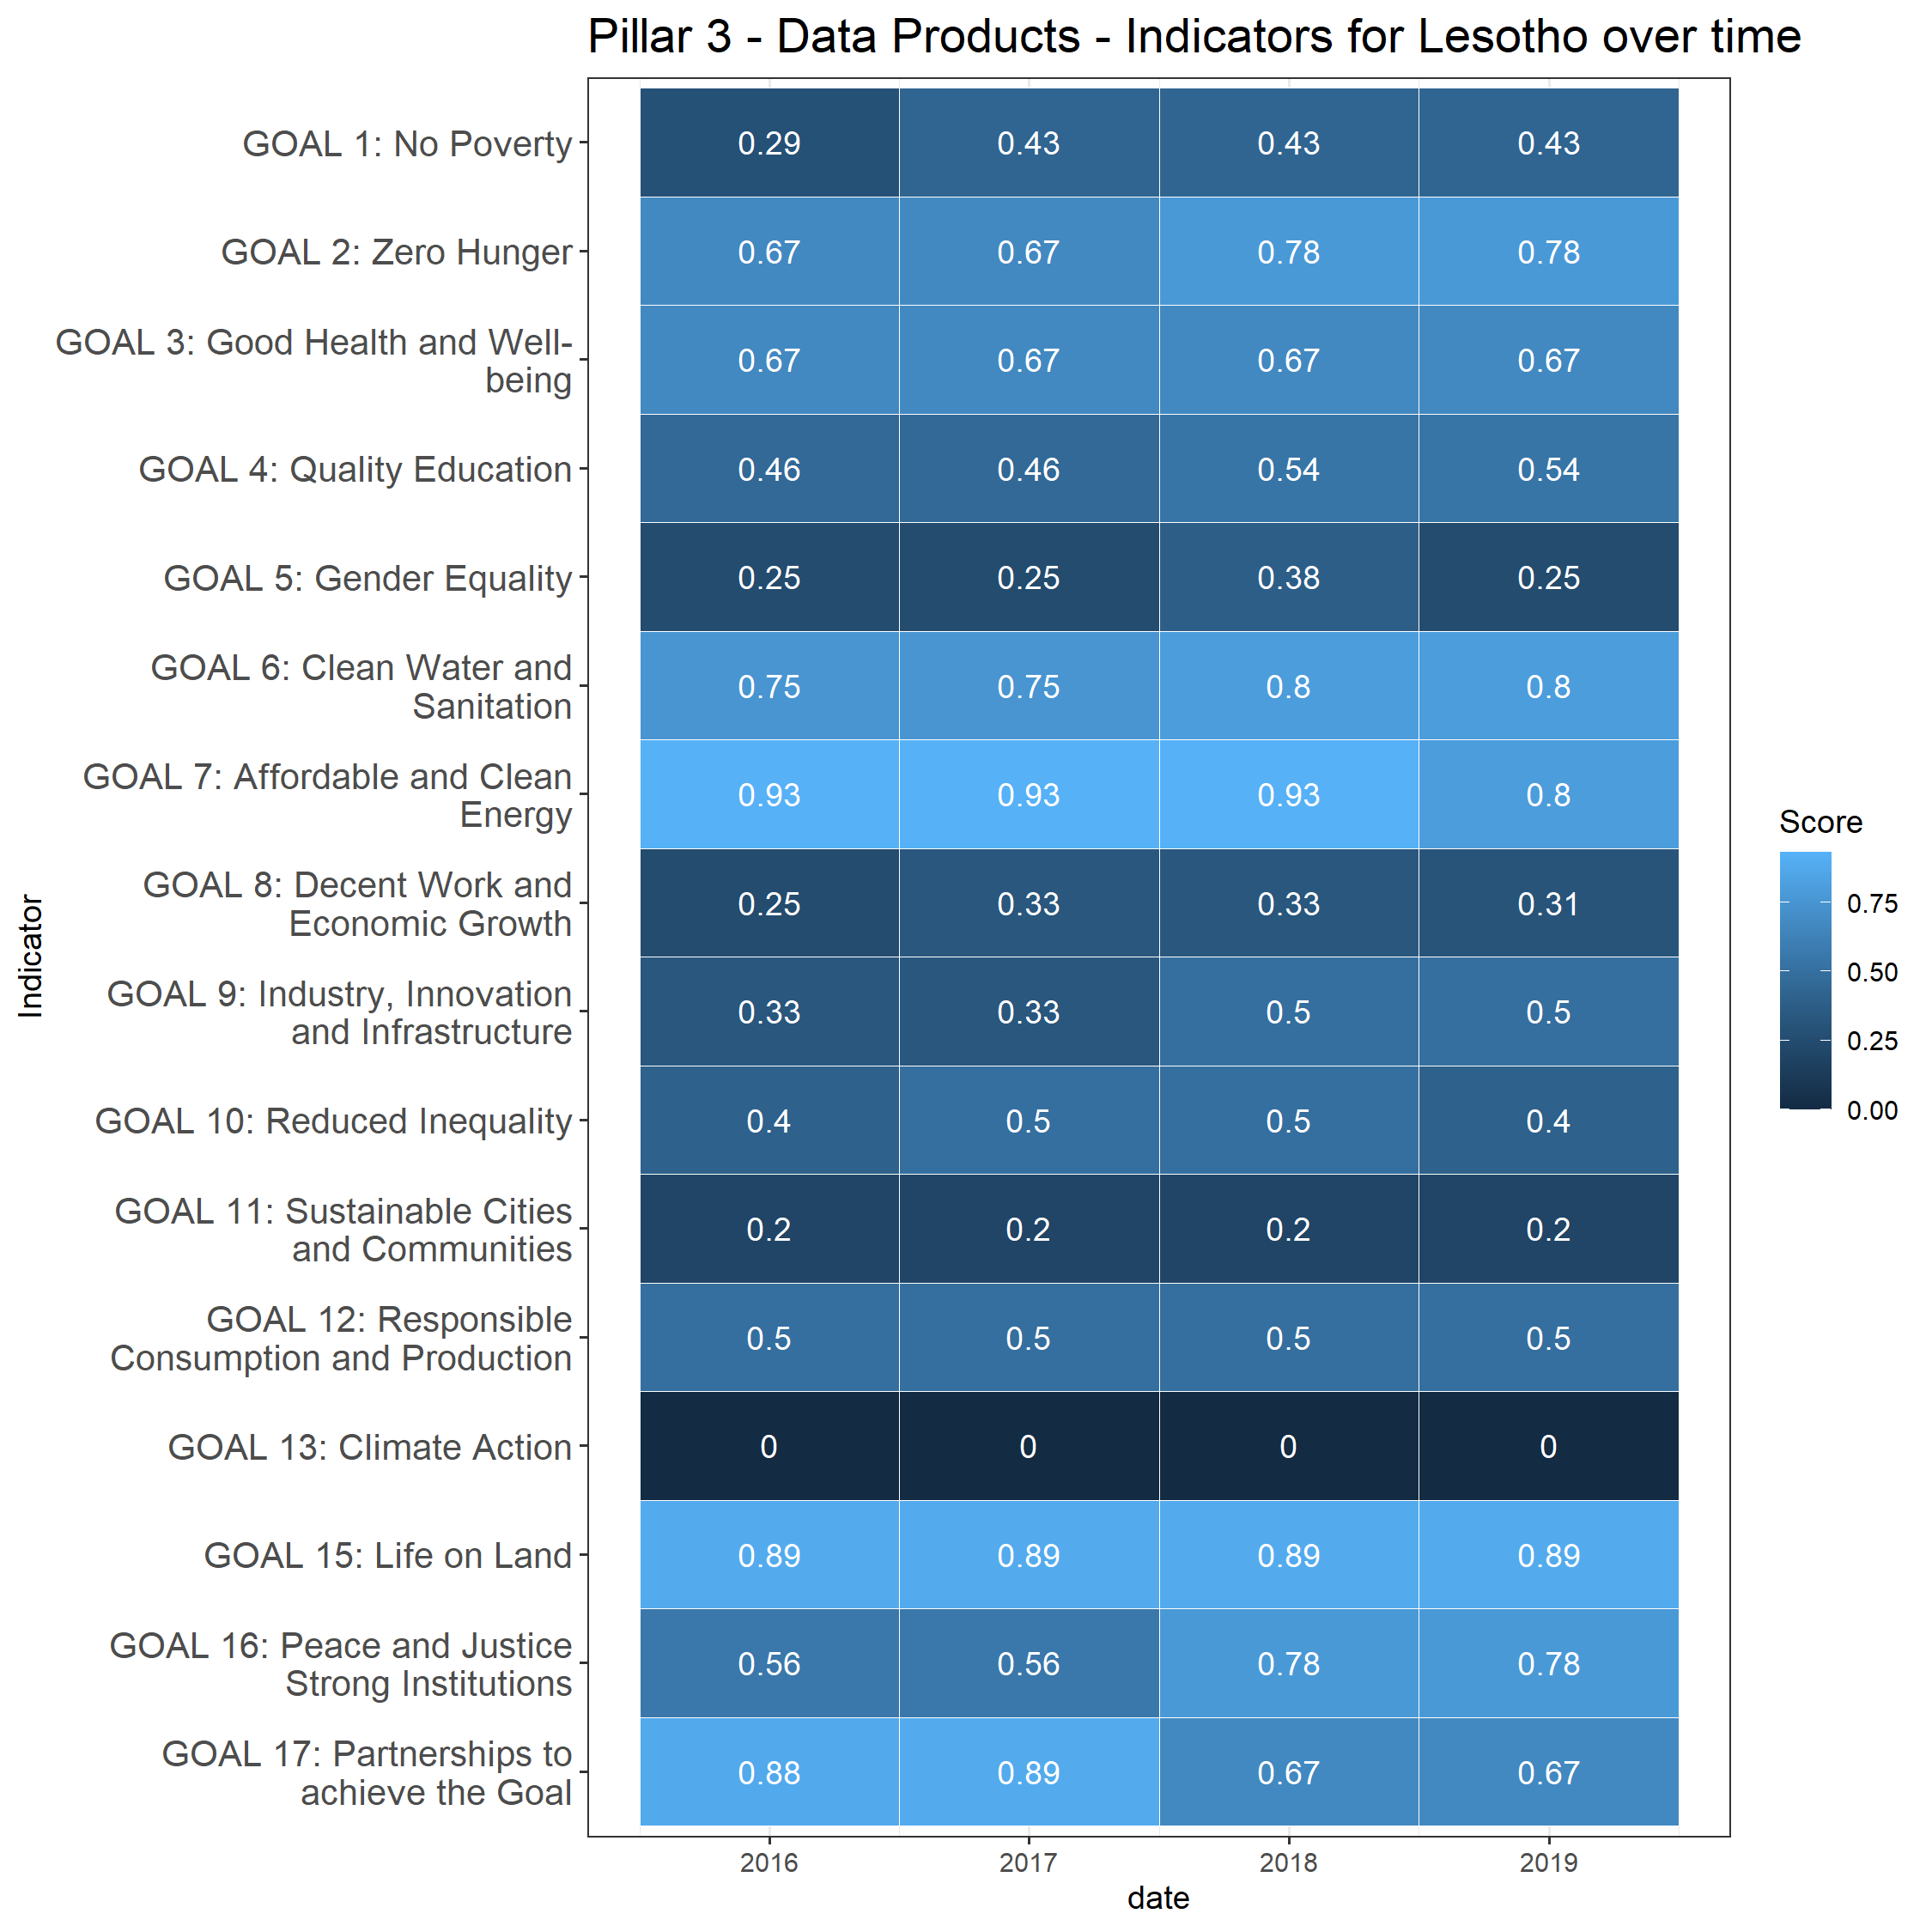 Pillar 3 - Data Products - Indicators for Lesotho over time
GOAL 1: No Poverty
0.29 0.43 0.43 0.43
GOAL 2: Zero Hunger
0.67 0.67 0.78 0.78
GOAL 3: Good Health and Well-
being
0.67 0.67 0.67 0.67
GOAL 4: Quality Education
0.46 0.46 0.54 0.54
GOAL 5: Gender Equality
0.25 0.25 0.38 0.25
GOAL 6: Clean Water and
Sanitation
0.75 0.75 0.8 0.8
GOAL 7: Affordable and Clean
Energy
0.93 0.93 0.93 0.8
GOAL 8: Decent Work and
Economic Growth
0.25 0.33 0.33 0.31
GOAL 9: Industry, Innovation
and Infrastructure
0.33 0.33 0.5 0.5
GOAL 10: Reduced Inequality
0.4 0.5 0.5 0.4
GOAL 11: Sustainable Cities
and Communities
0.2 0.2 0.2 0.2
GOAL 12: Responsible
Consumption and Production
0.5 0.5 0.5 0.5
GOAL 13: Climate Action
0 0 0 0
GOAL 15: Life on Land
0.89 0.89 0.89 0.89
GOAL 16: Peace and Justice
Strong Institutions
0.56 0.56 0.78 0.78
GOAL 17: Partnerships to
achieve the Goal
0.88 0.89 0.67 0.67
2016 2017 2018 2019
date
Indicator
Score
0.75
0.50
0.25
0.00